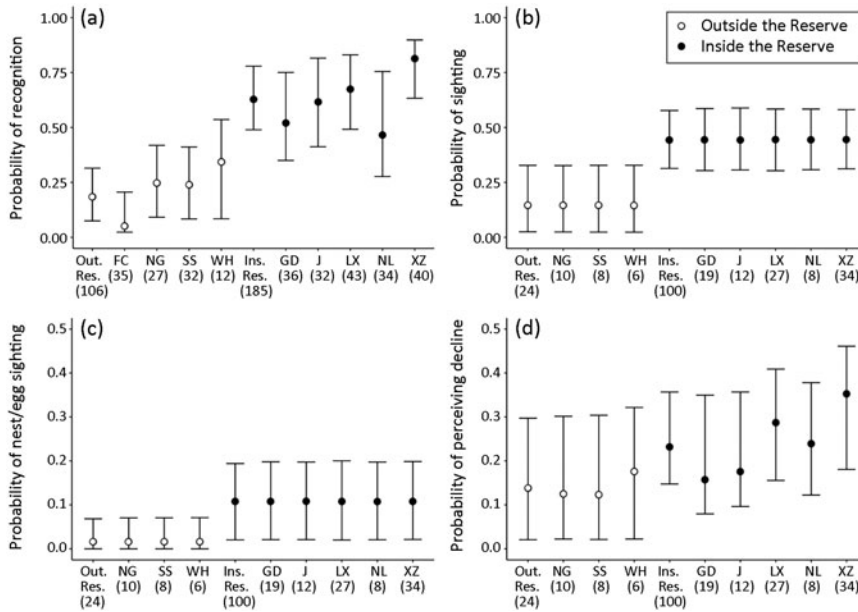 (a)
Probability of recognition
1.00
0.75
0.50
0.25
0.00
Out. FC NG SS WH Ins. GD J LX NL XZ
Res. (35) (27) (32) (12) Res. (36) (32) (43) (34) (40)
(106) (185)
(b)
○ Outside the Reserve
● Inside the Reserve
Probability of sighting
1.00
0.75
0.50
0.25
0.00
Out. NG SS WH Ins. GD J LX NL XZ
Res. (10) (8) (6) Res. (19) (12) (27) (8) (34)
(24) (100)
(c)
Probability of nest/egg sighting
0.5
0.4
0.3
0.2
0.1
0.0
Out. NG SS WH Ins. GD J LX NL XZ
Res. (10) (8) (6) Res. (19) (12) (27) (8) (34)
(24) (100)
(d)
Probability of perceiving decline
0.5
0.4
0.3
0.2
0.1
0.0
Out. NG SS WH Ins. GD J LX NL XZ
Res. (10) (8) (6) Res. (19) (12) (27) (8) (34)
(24) (100)